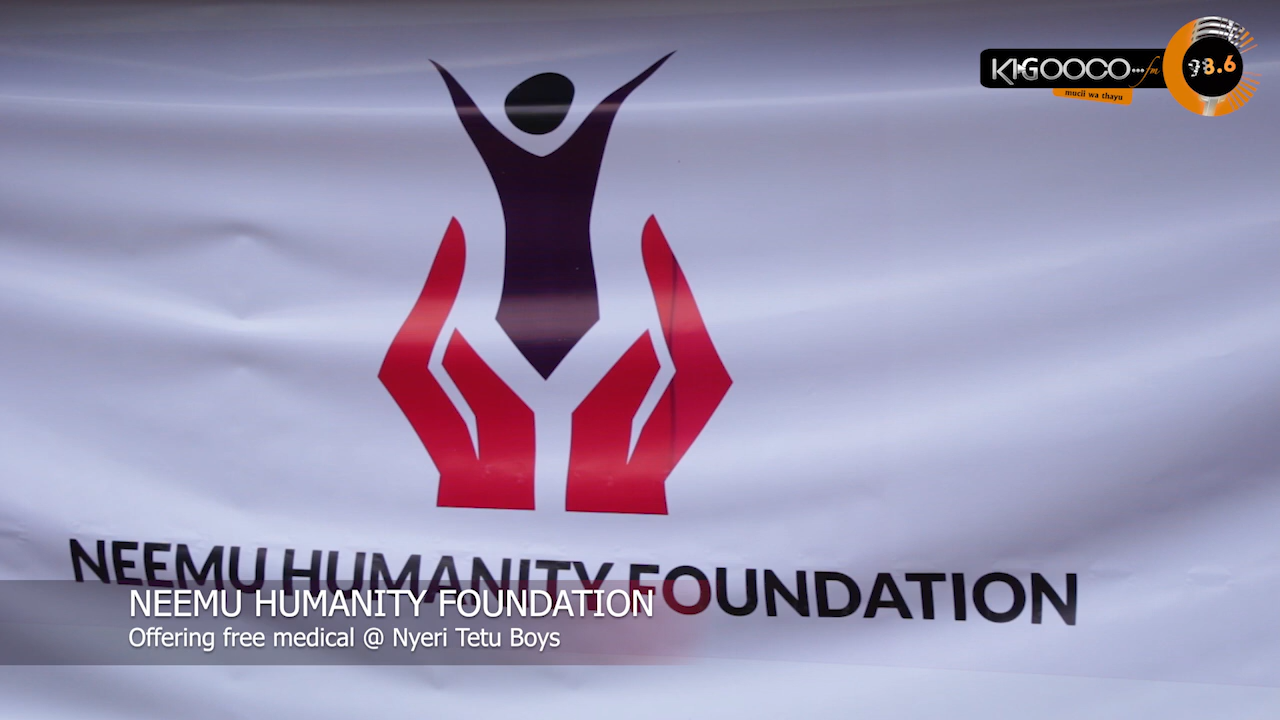 KIGOOCO...fm
98.6
mucii wa thayu
NEEMU HUMANITY FOUNDATION
NEEMU HUMANITY FOUNDATION
Offering free medical @ Nyeri Tetu Boys